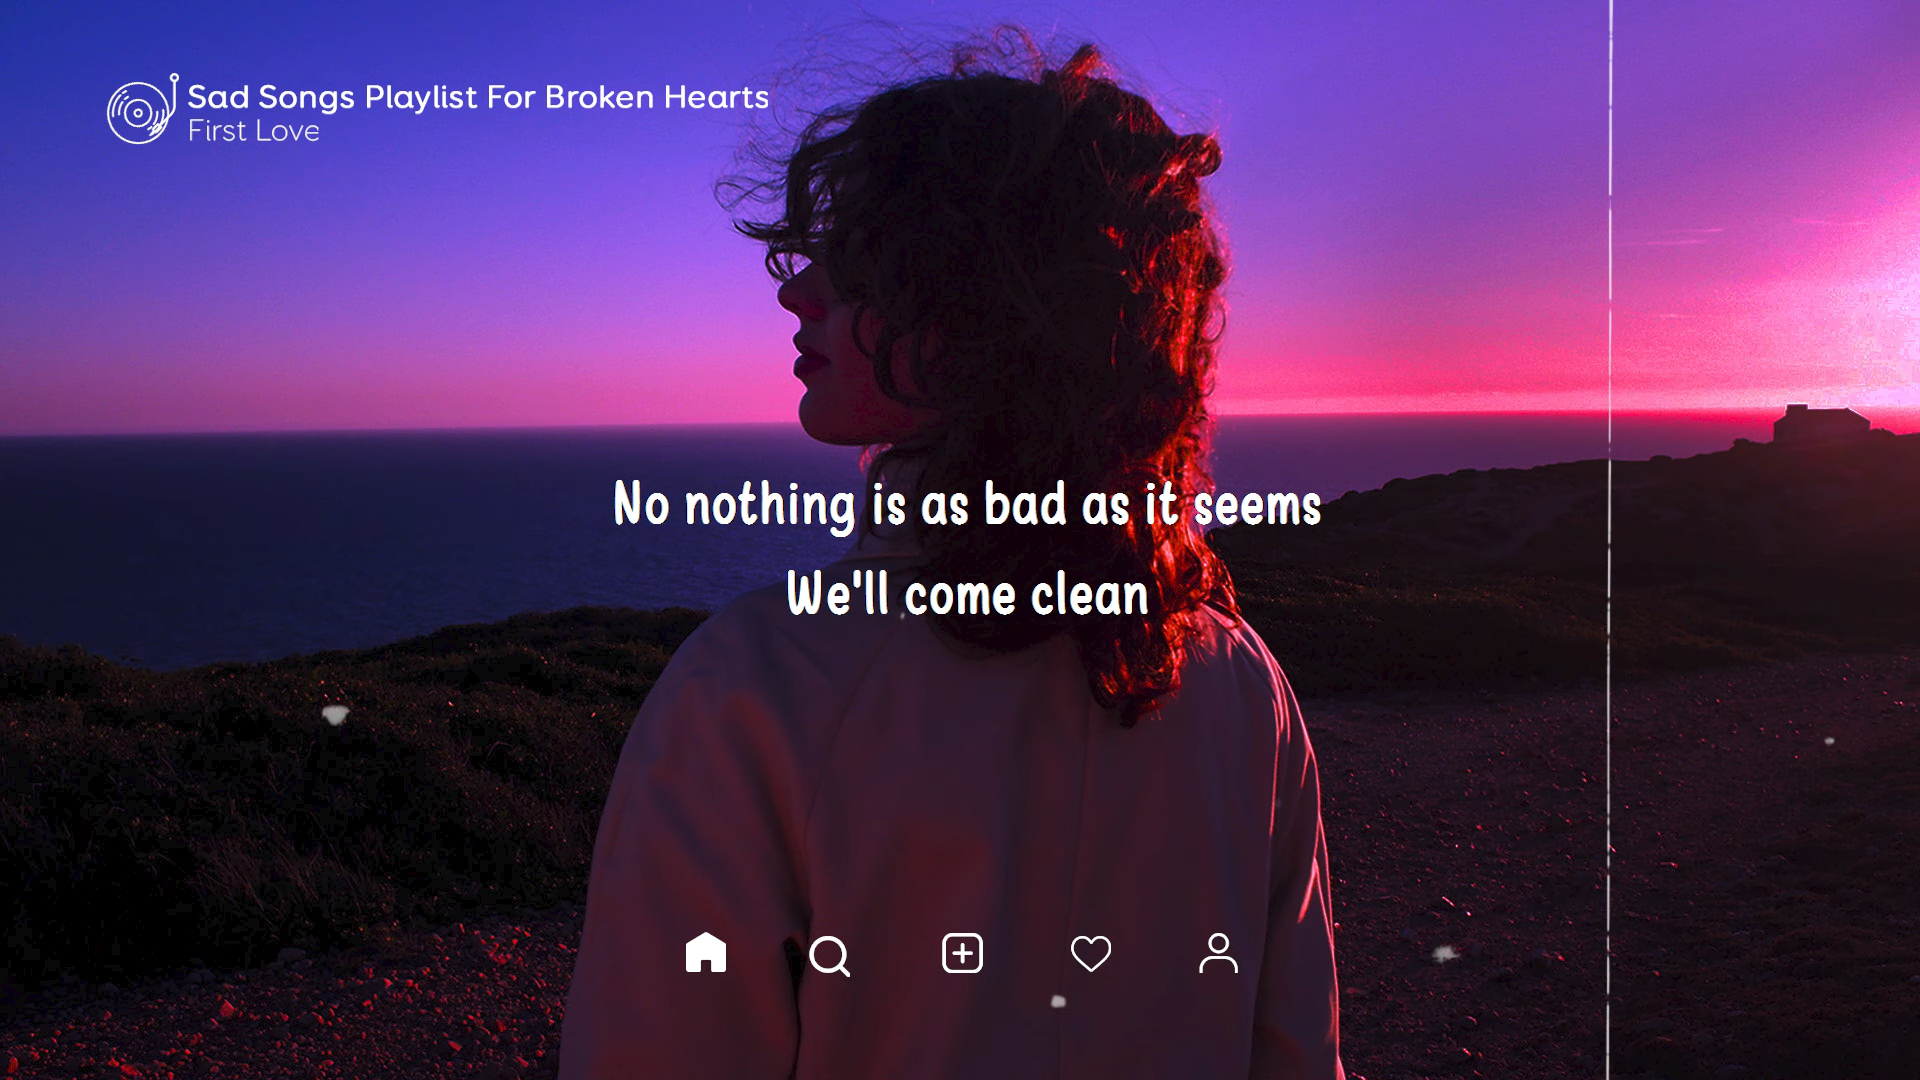 Sad Songs Playlist For Broken Hearts
First Love
No nothing is as bad as it seems
We'll come clean